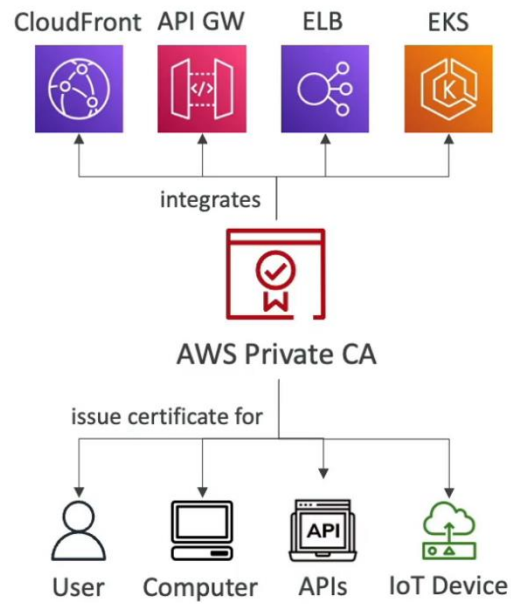 CloudFront API GW ELB EKS
</>
K
integrates
AWS Private CA
issue certificate for
API
User Computer APIs IoT Device